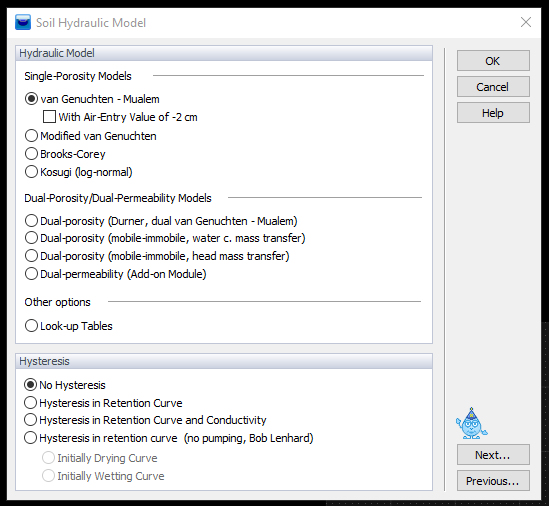 Soil Hydraulic Model
Hydraulic Model
OK
Single-Porosity Models
Cancel
van Genuchten - Mualem
With Air-Entry Value of -2 cm
Help
Modified van Genuchten
Brooks-Corey
Kosugi (log-normal)
Dual-Porosity/Dual-Permeability Models
Dual-porosity (Durner, dual van Genuchten - Mualem)
Dual-porosity (mobile-immobile, water c. mass transfer)
Dual-porosity (mobile-immobile, head mass transfer)
Dual-permeability (Add-on Module)
Other options
Look-up Tables
Hysteresis
No Hysteresis
Hysteresis in Retention Curve
Hysteresis in Retention Curve and Conductivity
Hysteresis in retention curve (no pumping, Bob Lenhard)
Initially Drying Curve
Next...
Initially Wetting Curve
Previous...